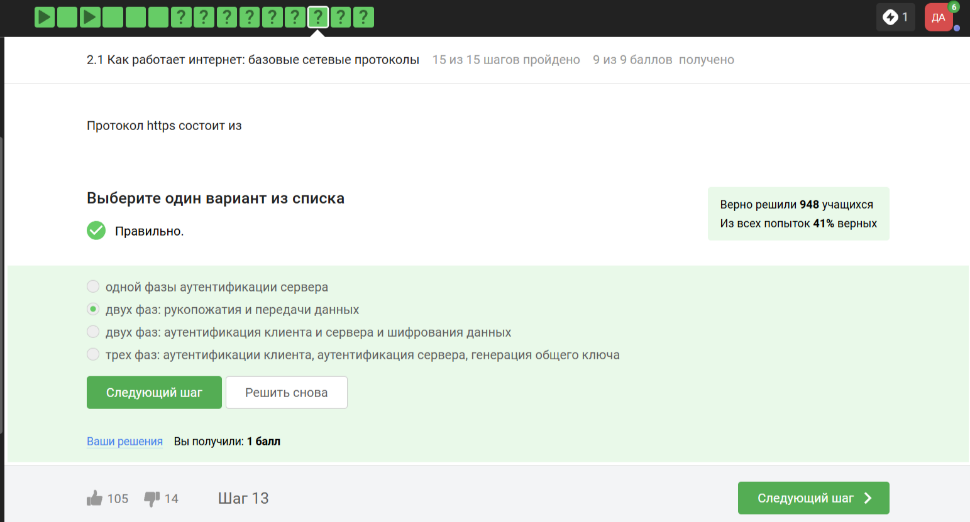 ? ? ? ? ? ? ? ? ?
1
ДА
6
2.1 Как работает интернет: базовые сетевые протоколы 15 из 15 шагов пройдено 9 из 9 баллов получено
Протокол https состоит из
Выберите один вариант из списка
Правильно.
Верно решили 948 учащихся
Из всех попыток 41% верных
одной фазы аутентификации сервера
двух фаз: рукопожатия и передачи данных
двух фаз: аутентификация клиента и сервера и шифрования данных
трех фаз: аутентификации клиента, аутентификация сервера, генерация общего ключа
Следующий шаг Решить снова
Ваши решения Вы получили: 1 балл
105 14 Шаг 13 Следующий шаг